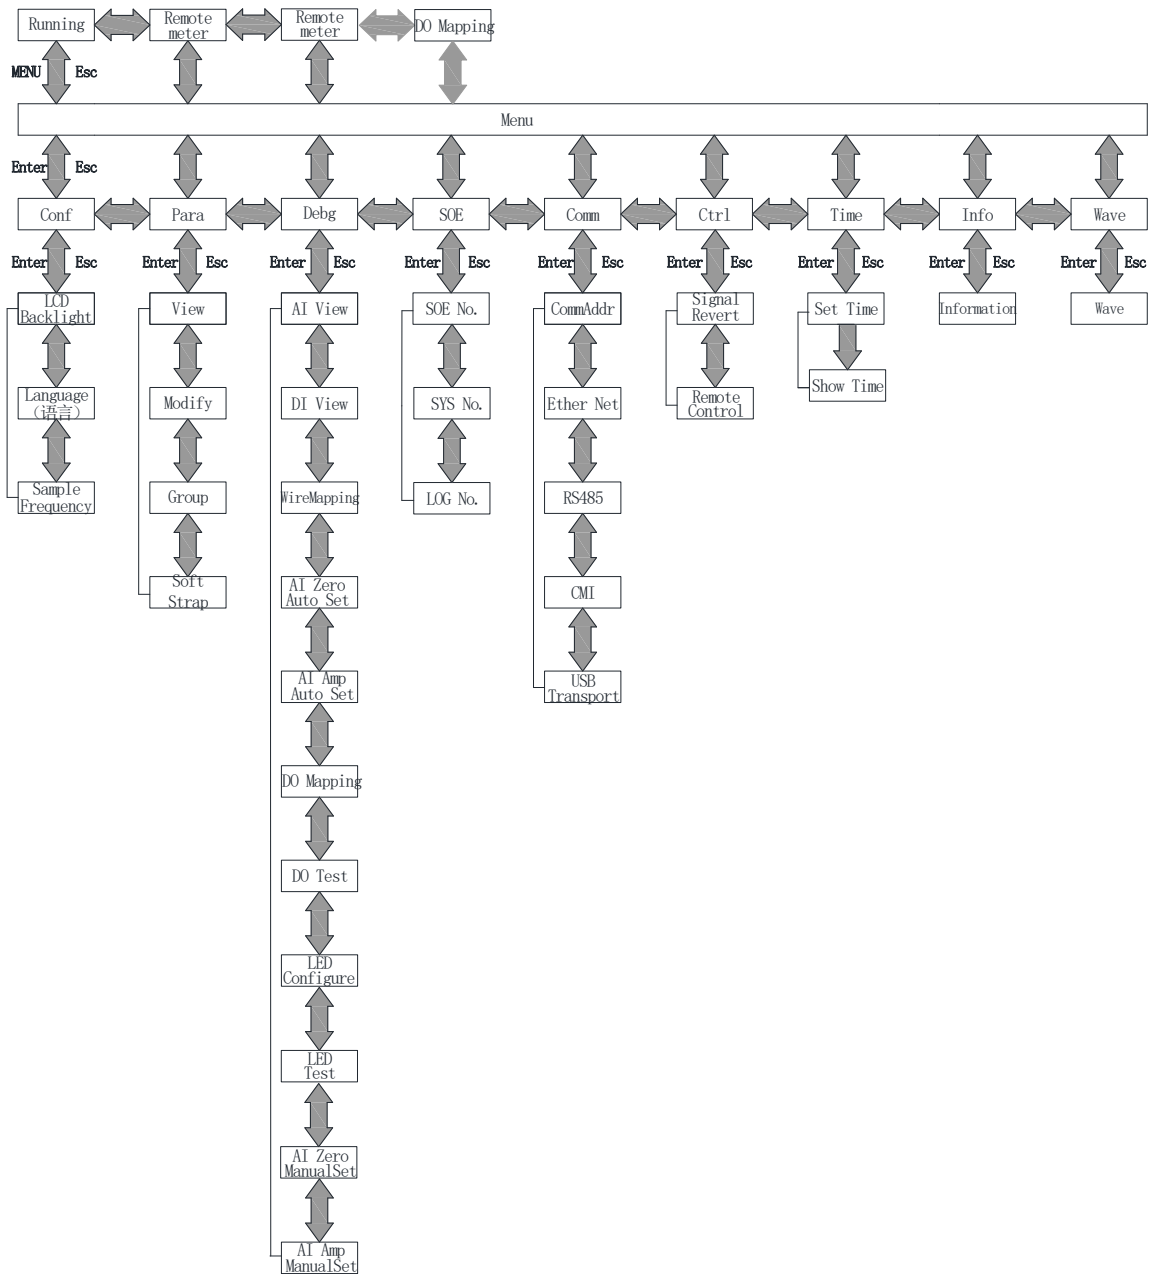 Running
Remote
meter
Remote
meter
DO Mapping
MENU
Esc
Menu
Enter
Esc
Conf
Para
Debg
SOE
Comm
Ctrl
Time
Info
Wave
Enter
Esc
Enter
Esc
Enter
Esc
Enter
Esc
Enter
Esc
Enter
Esc
Enter
Esc
Enter
Esc
Enter
Esc
LCD
Backlight
View
AI View
SOE No.
CommAddr
Signal
Revert
Set Time
Information
Wave
Language
（语言）
Modify
DI View
SYS No.
Ether Net
Remote
Control
Show Time
Sample
Frequency
Group
WireMapping
LOG No.
RS485
Soft
Strap
AI Zero
Auto Set
CMI
AI Amp
Auto Set
USB
Transport
DO Mapping
DO Test
LED
Configure
LED
Test
AI Zero
ManualSet
AI Amp
ManualSet